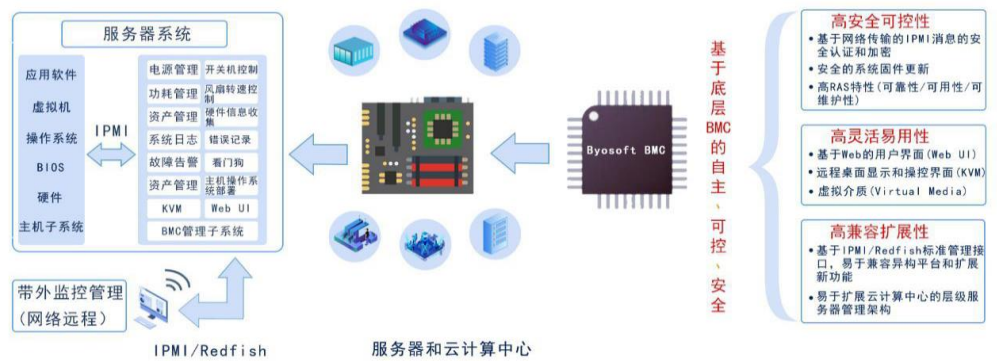 服务器系统
应用软件
虚拟机
操作系统
BIOS
硬件
主机子系统
IPMI
电源管理 开关机控制
功耗管理 风扇转速控
制
资产管理 硬件信息收
集
系统日志 错误记录
故障告警 看门狗
资产管理 主机操作系
统部署
KVM Web UI
BMC管理子系统
带外监控管理
(网络远程)
IPMI/Redfish
服务器和云计算中心
Byosoft BMC
基于底层BMC的自主、可控、安全
高安全可控性
•基于网络传输的IPMI消息的安
全认证和加密
•安全的系统固件更新
•高RAS特性(可靠性/可用性/可
维护性)
高灵活易用性
•基于Web的用户界面(Web UI)
•远程桌面显示和操控界面(KVM)
•虚拟介质(Virtual Media)
高兼容扩展性
•基于IPMI/Redfish标准管理接
口，易于兼容异构平台和扩展
新功能
•易于扩展云计算中心的层级服
务器管理架构